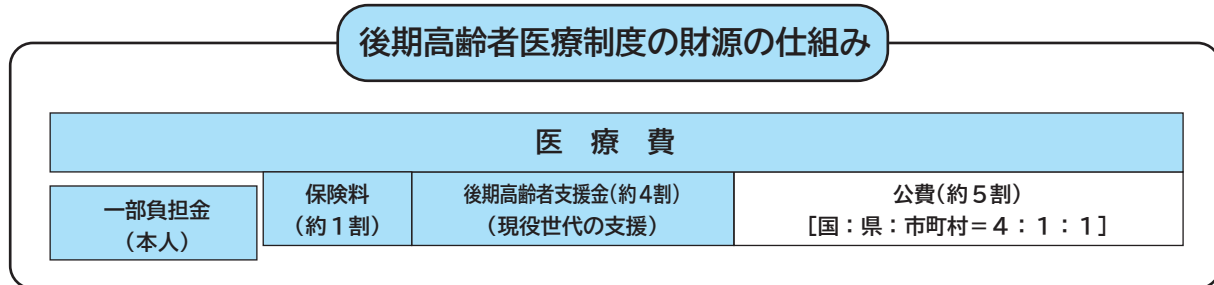 後期高齢者医療制度の財源の仕組み
医　療　費
一部負担金
（本人）
保険料
（約１割）
後期高齢者支援金（約４割）
（現役世代の支援）
公費（約５割）
［国：県：市町村＝４：１：１］